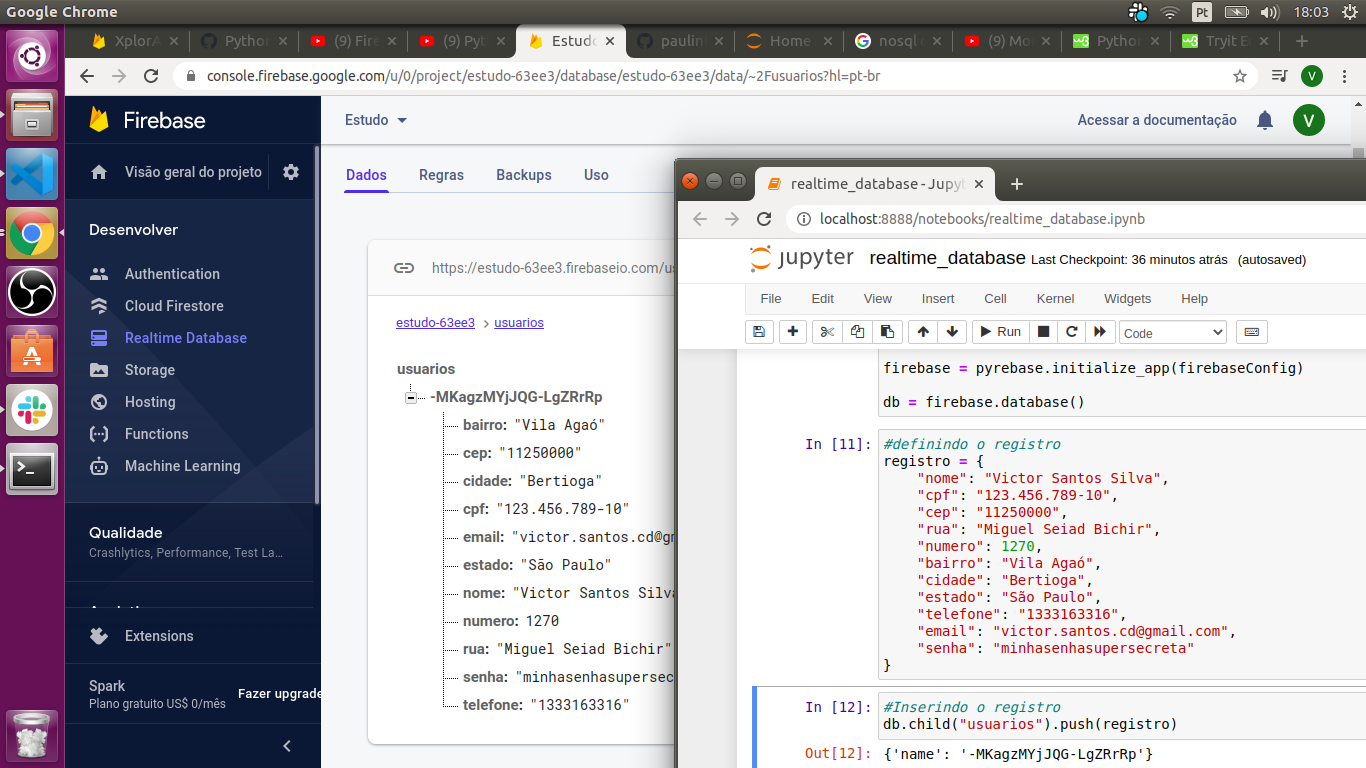 Google Chrome
Pt
18:03
XplorA
Python
(9) Fire
(9) Pyt
Estudo
paulin
Home
nosql
(9) Mo
Python
Tryit E
console.firebase.google.com/u/0/project/estudo-63ee3/database/estudo-63ee3/data/~2Fusuarios?hl=pt-br
V
Firebase
Estudo
Acessar a documentação
V
Visão geral do projeto
Dados
Regras
Backups
Uso
Desenvolver
Authentication
Cloud Firestore
Realtime Database
Storage
Hosting
Functions
Machine Learning
Qualidade
Crashlytics, Performance, Test La...
Extensions
Spark
Plano gratuito US$ 0/mês
Fazer upgrade
https://estudo-63ee3.firebaseio.com/us
estudo-63ee3 > usuarios
usuarios
-MKagzMYjJQG-LgZRrRp
bairro: "Vila Agaó"
cep: "11250000"
cidade: "Bertioga"
cpf: "123.456.789-10"
email: "victor.santos.cd@gm
estado: "São Paulo"
nome: "Victor Santos Silva
numero: 1270
rua: "Miguel Seiad Bichir"
senha: "minhasenhasupersec
telefone: "1333163316"
realtime_database - Jupyt
localhost:8888/notebooks/realtime_database.ipynb
jupyter realtime_database Last Checkpoint: 36 minutos atrás (autosaved)
File Edit View Insert Cell Kernel Widgets Help
Run
Code
firebase = pyrebase.initialize_app(firebaseConfig)
db = firebase.database()
In [11]: #definindo o registro
registro = {
"nome": "Victor Santos Silva",
"cpf": "123.456.789-10",
"cep": "11250000",
"rua": "Miguel Seiad Bichir",
"numero": 1270,
"bairro": "Vila Agaó",
"cidade": "Bertioga",
"estado": "São Paulo",
"telefone": "1333163316",
"email": "victor.santos.cd@gmail.com",
"senha": "minhasenhasupersecreta"
}
In [12]: #Inserindo o registro
db.child("usuarios").push(registro)
Out[12]: {'name': '-MKagzMYjJQG-LgZRrRp'}